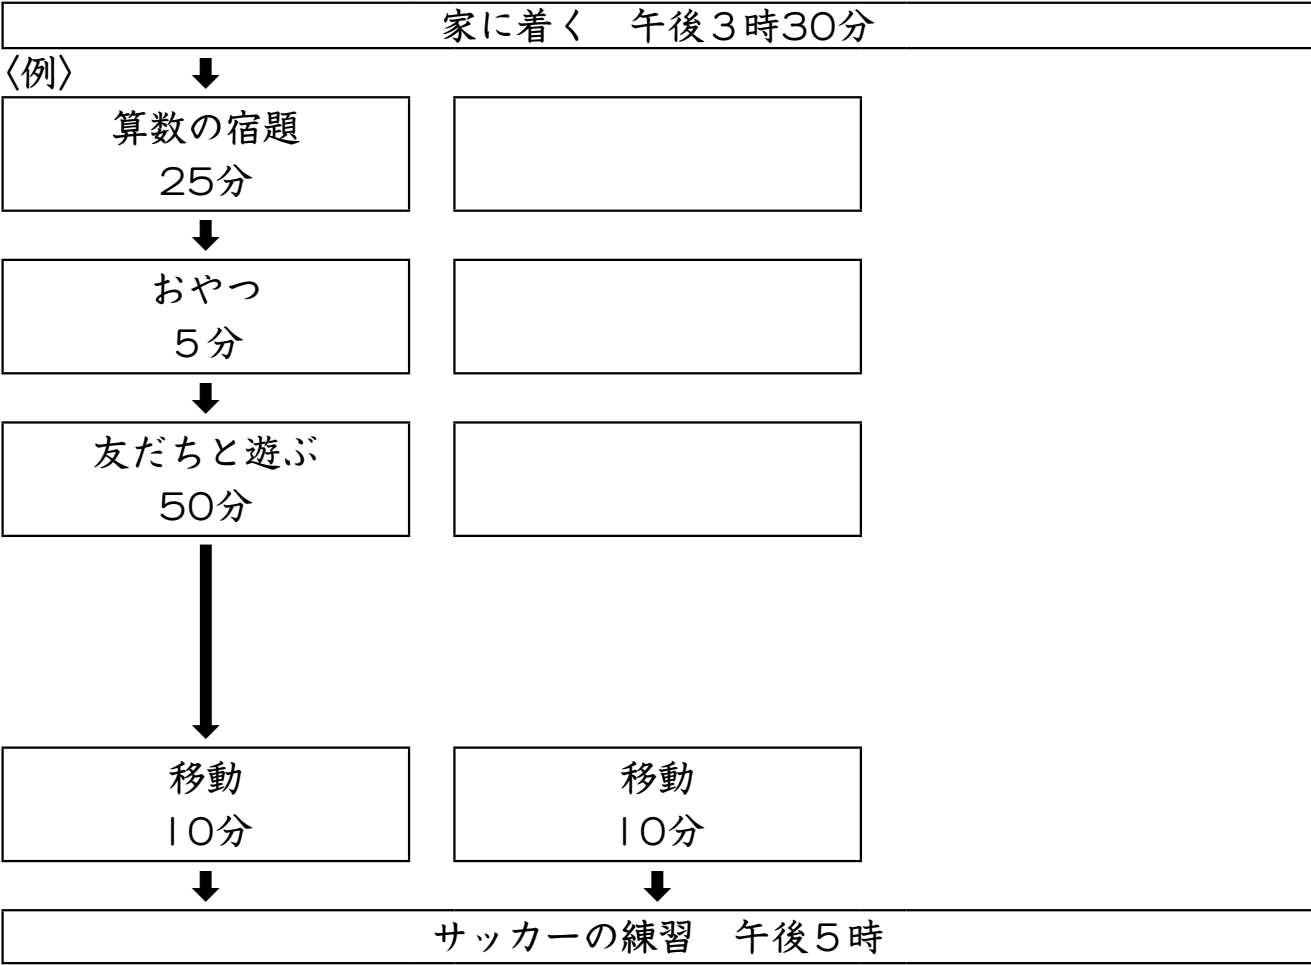 家に着く　午後３時30分
〈例〉
算数の宿題
25分
おやつ
５分
友だちと遊ぶ
50分
移動
10分
移動
10分
サッカーの練習　午後５時